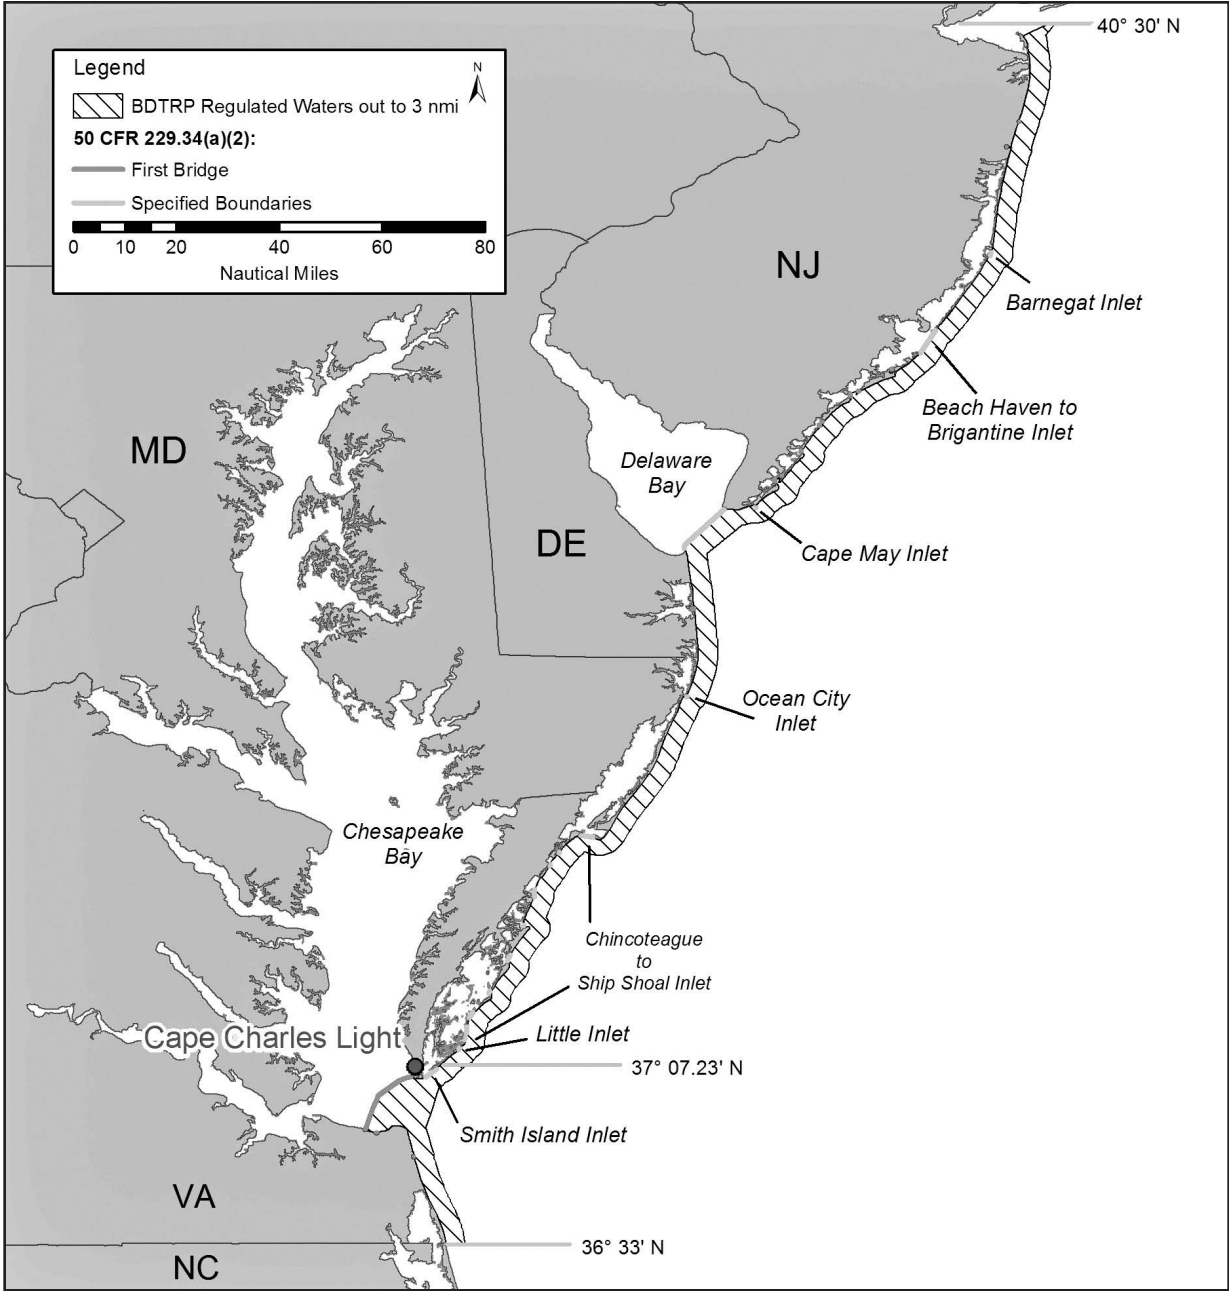 40° 30' N
Legend
N
BDTRP Regulated Waters out to 3 nmi
50 CFR 229.34(a)(2):
First Bridge
Specified Boundaries
0 10 20 40 60 80
Nautical Miles
NJ
Barnegat Inlet
Beach Haven to
Brigantine Inlet
MD
Delaware
Bay
DE
Cape May Inlet
Ocean City
Inlet
Chesapeake
Bay
Chincoteague
to
Ship Shoal Inlet
Cape Charles Light
Little Inlet
37° 07.23' N
Smith Island Inlet
VA
36° 33' N
NC